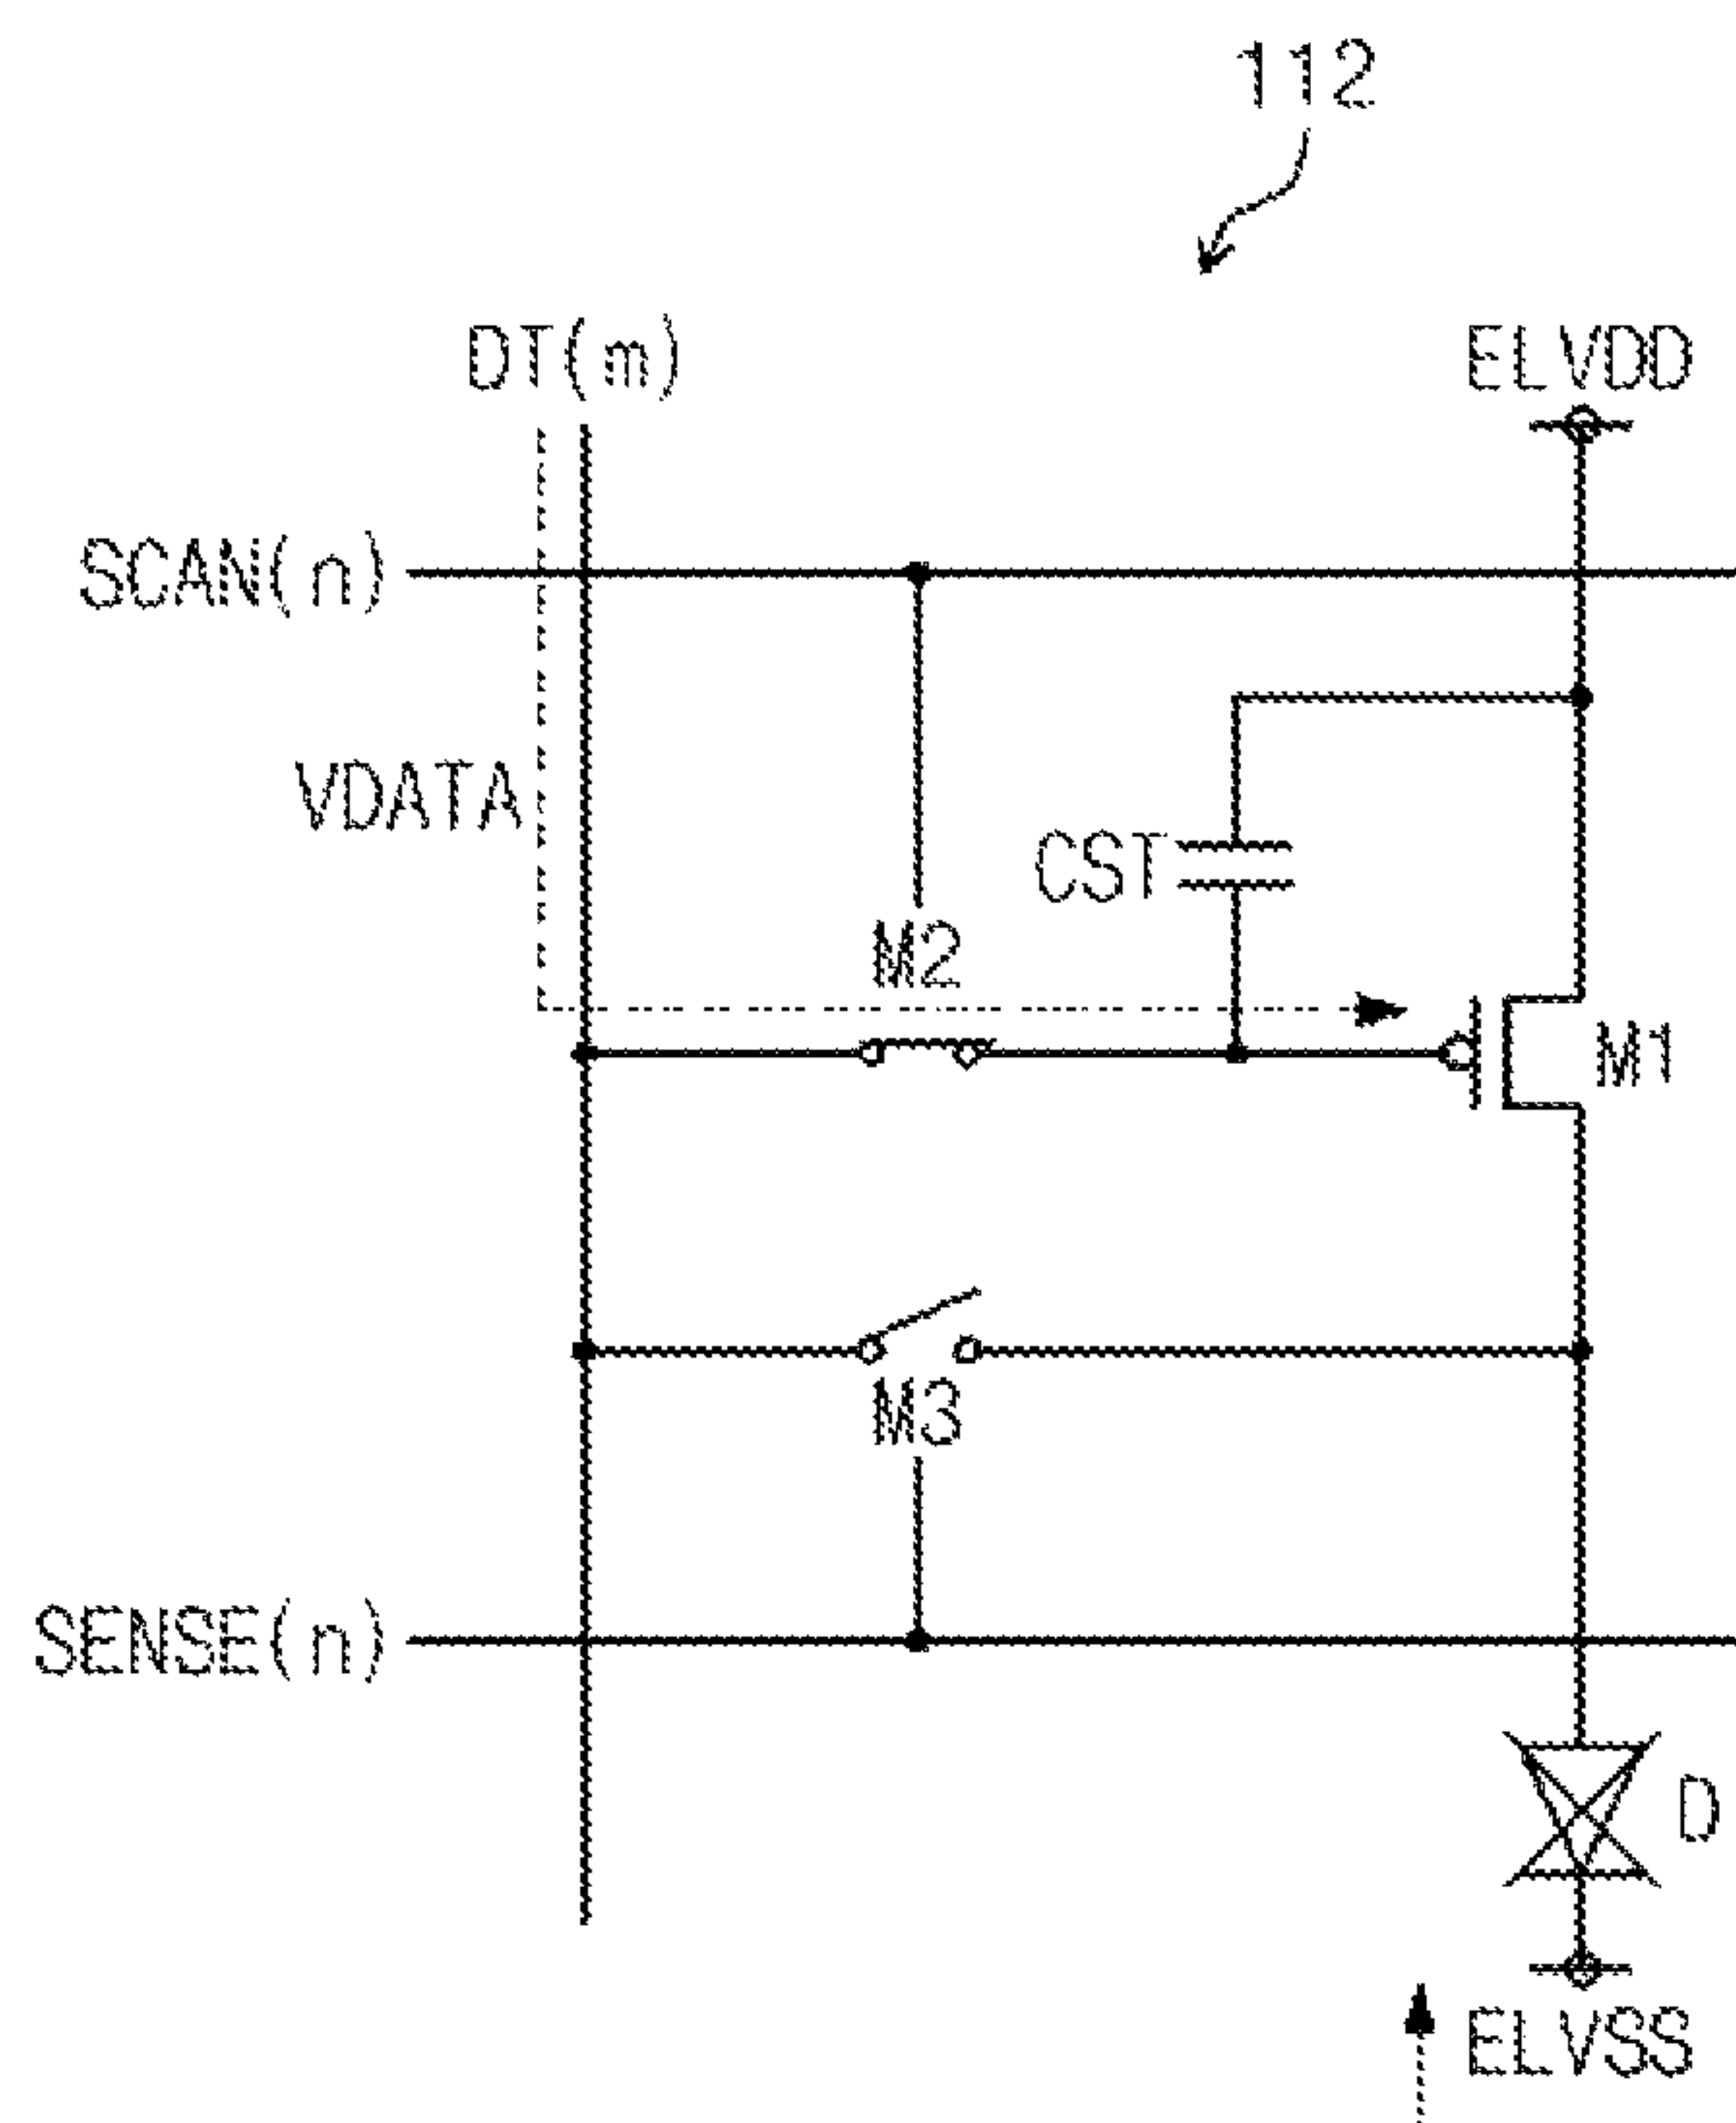 112
DT(m)
ELVDD
SCAN(n)
VDATA
CST
M2
M1
M3
SENSE(n)
D
ELVSS